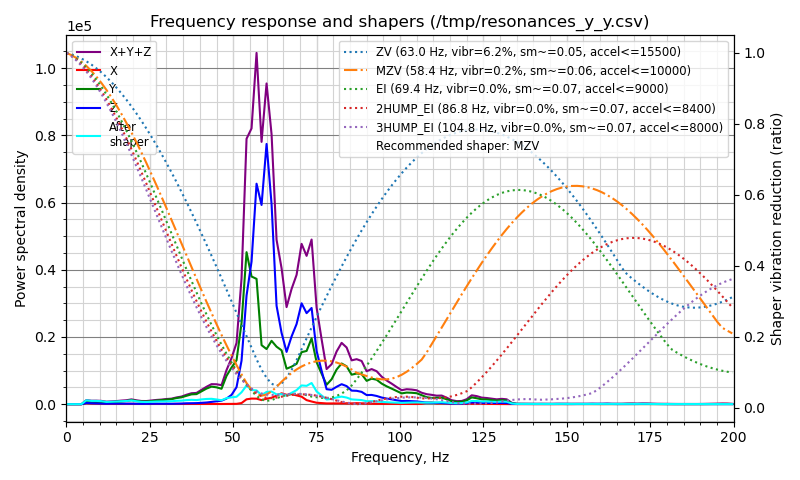 Frequency response and shapers (/tmp/resonances_y_y.csv)
1e5
X+Y+Z
X
Y
Z
After
shaper
ZV (63.0 Hz, vibr=6.2%, sm~=0.05, accel<=15500)
MZV (58.4 Hz, vibr=0.2%, sm~=0.06, accel<=10000)
EI (69.4 Hz, vibr=0.0%, sm~=0.07, accel<=9000)
2HUMP_EI (86.8 Hz, vibr=0.0%, sm~=0.07, accel<=8400)
3HUMP_EI (104.8 Hz, vibr=0.0%, sm~=0.07, accel<=8000)
Recommended shaper: MZV
Power spectral density
1.0
0.8
0.6
0.4
0.2
0.0
Shaper vibration reduction (ratio)
1.0
0.8
0.6
0.4
0.2
0.0
0 25 50 75 100 125 150 175 200
Frequency, Hz